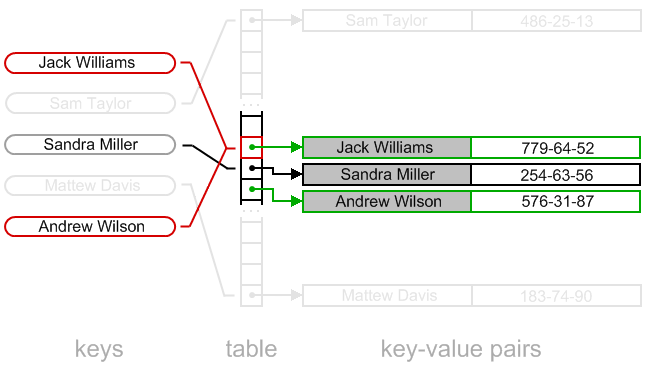 Sam Taylor 486-25-13
Jack Williams
Sam Taylor
Sandra Miller
Jack Williams 779-64-52
Sandra Miller 254-63-56
Mattew Davis
Andrew Wilson 576-31-87
Andrew Wilson
Mattew Davis 183-74-90
keys table key-value pairs